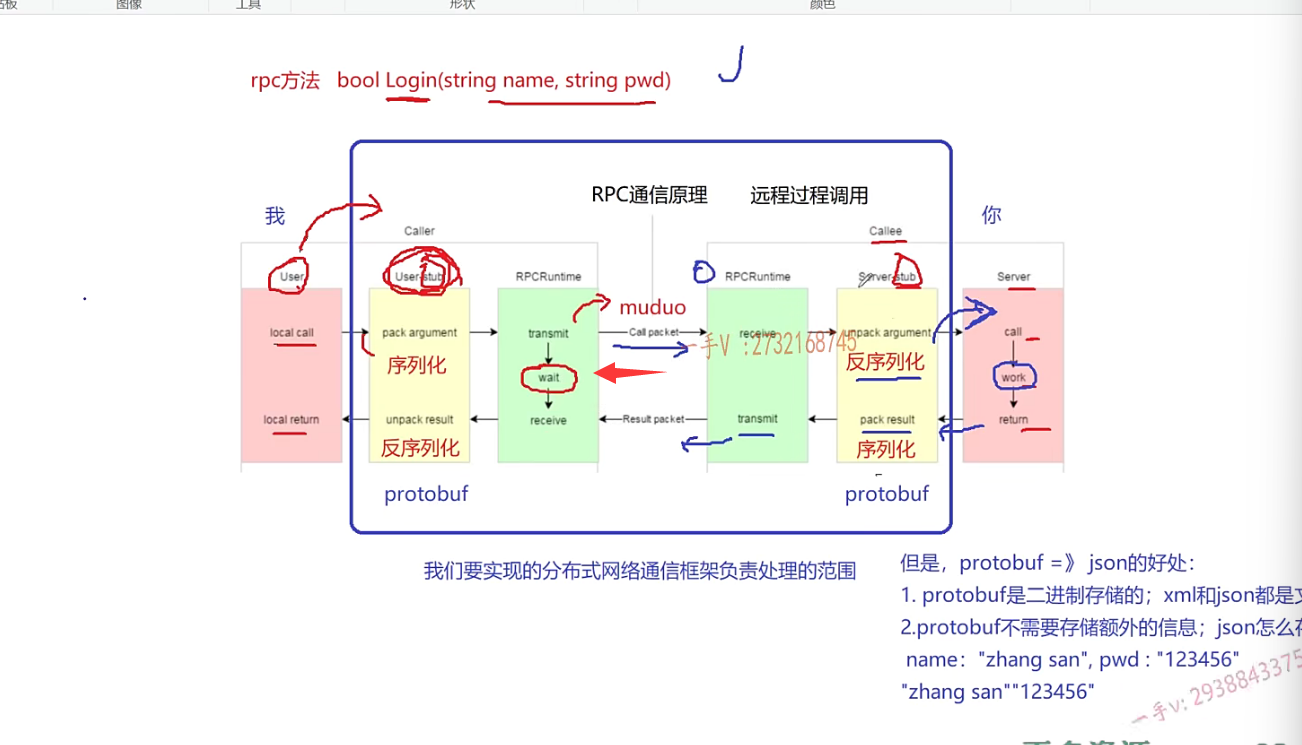 图像
工具
形状
颜色
rpc方法 bool Login(string name, string pwd)
RPC通信原理 远程过程调用
我
你
Caller
Callee
User
User-stub
RPCRuntime
RPCRuntime
Server-stub
Server
muduo
local call
pack argument
transmit
Call packet
receive
unpack argument
call
一手V :2732168745
序列化
反序列化
wait
work
local return
unpack result
receive
Result packet
transmit
pack result
return
反序列化
序列化
protobuf
protobuf
我们要实现的分布式网络通信框架负责处理的范围
但是，protobuf =》 json的好处：
1. protobuf是二进制存储的；xml和json都是文
2.protobuf不需要存储额外的信息；json怎么存
name："zhang san", pwd : "123456"
"zhang san""123456"
一手V: 2938843375